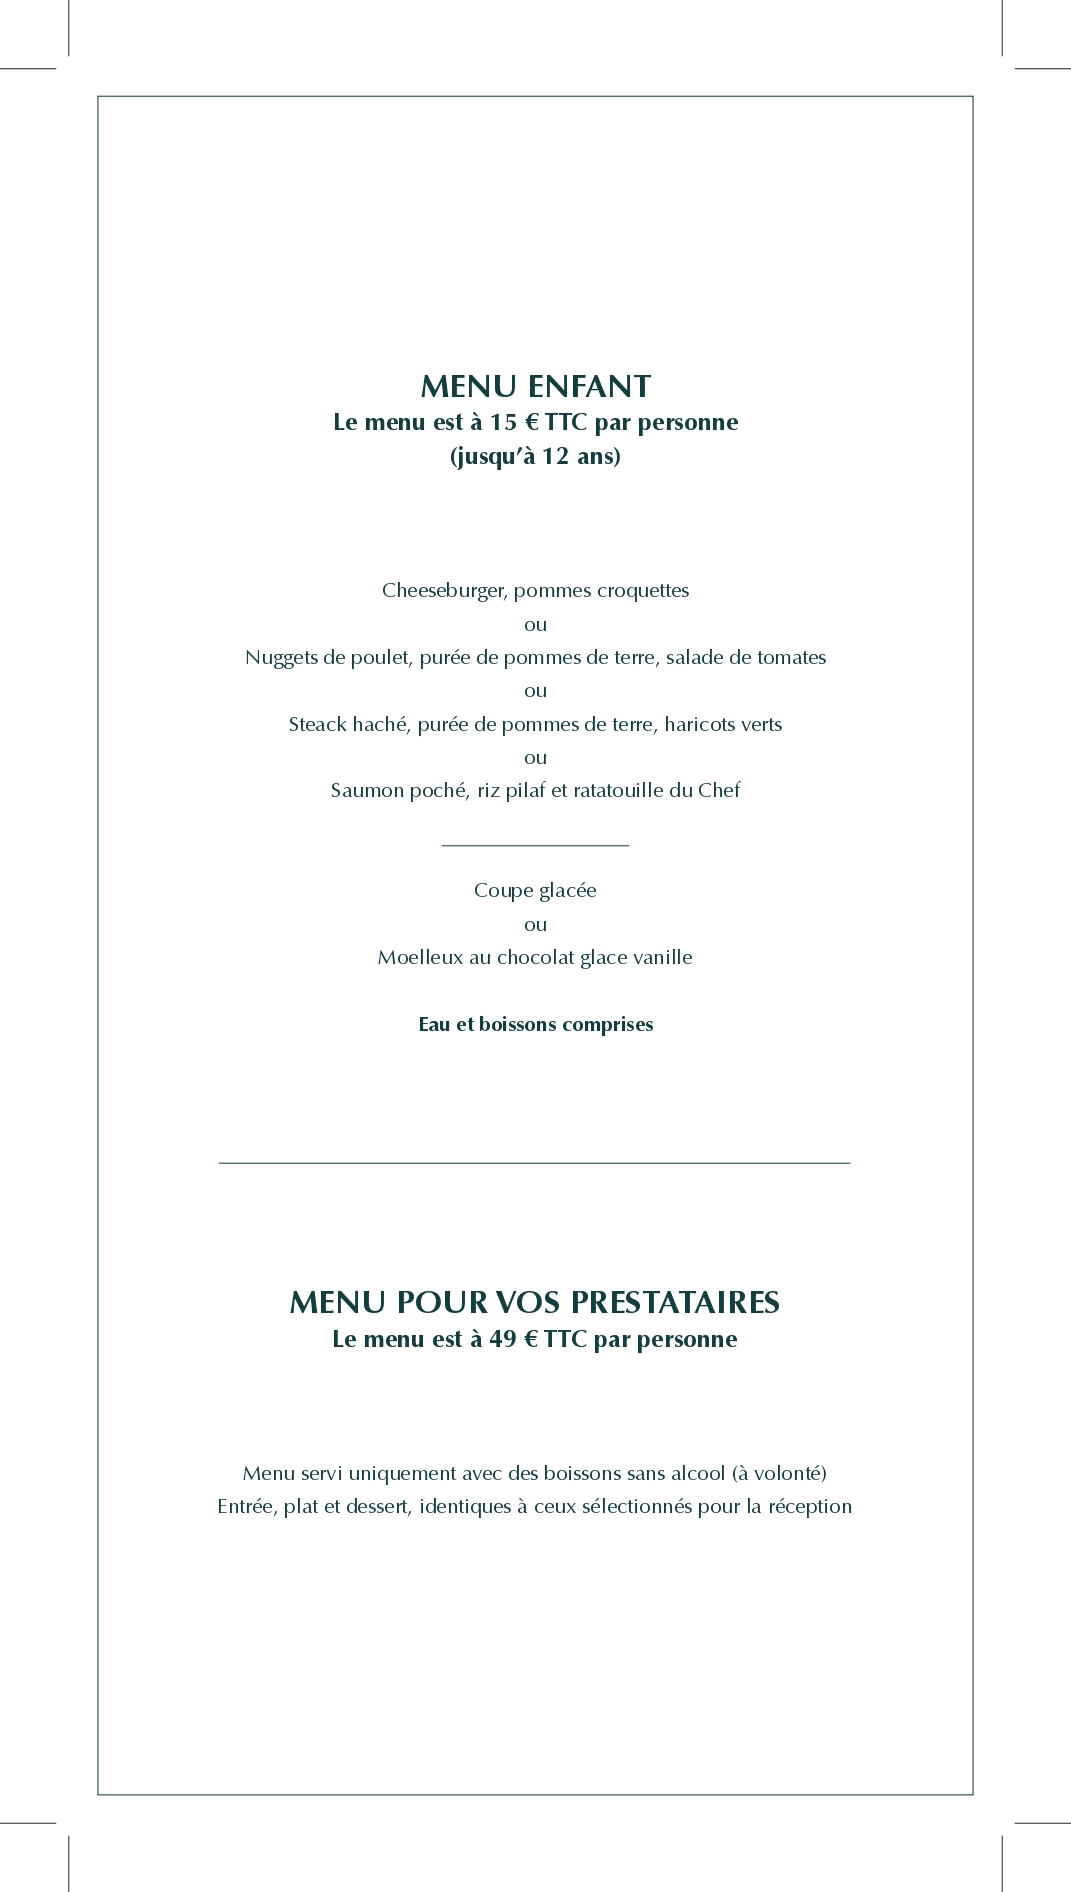 MENU ENFANT
Le menu est à 15 € TTC par personne
(jusqu’à 12 ans)
Cheeseburger, pommes croquettes
ou
Nuggets de poulet, purée de pommes de terre, salade de tomates
ou
Steack haché, purée de pommes de terre, haricots verts
ou
Saumon poché, riz pilaf et ratatouille du Chef
Coupe glacée
ou
Moelleux au chocolat glace vanille
Eau et boissons comprises
MENU POUR VOS PRESTATAIRES
Le menu est à 49 € TTC par personne
Menu servi uniquement avec des boissons sans alcool (à volonté)
Entrée, plat et dessert, identiques à ceux sélectionnés pour la réception